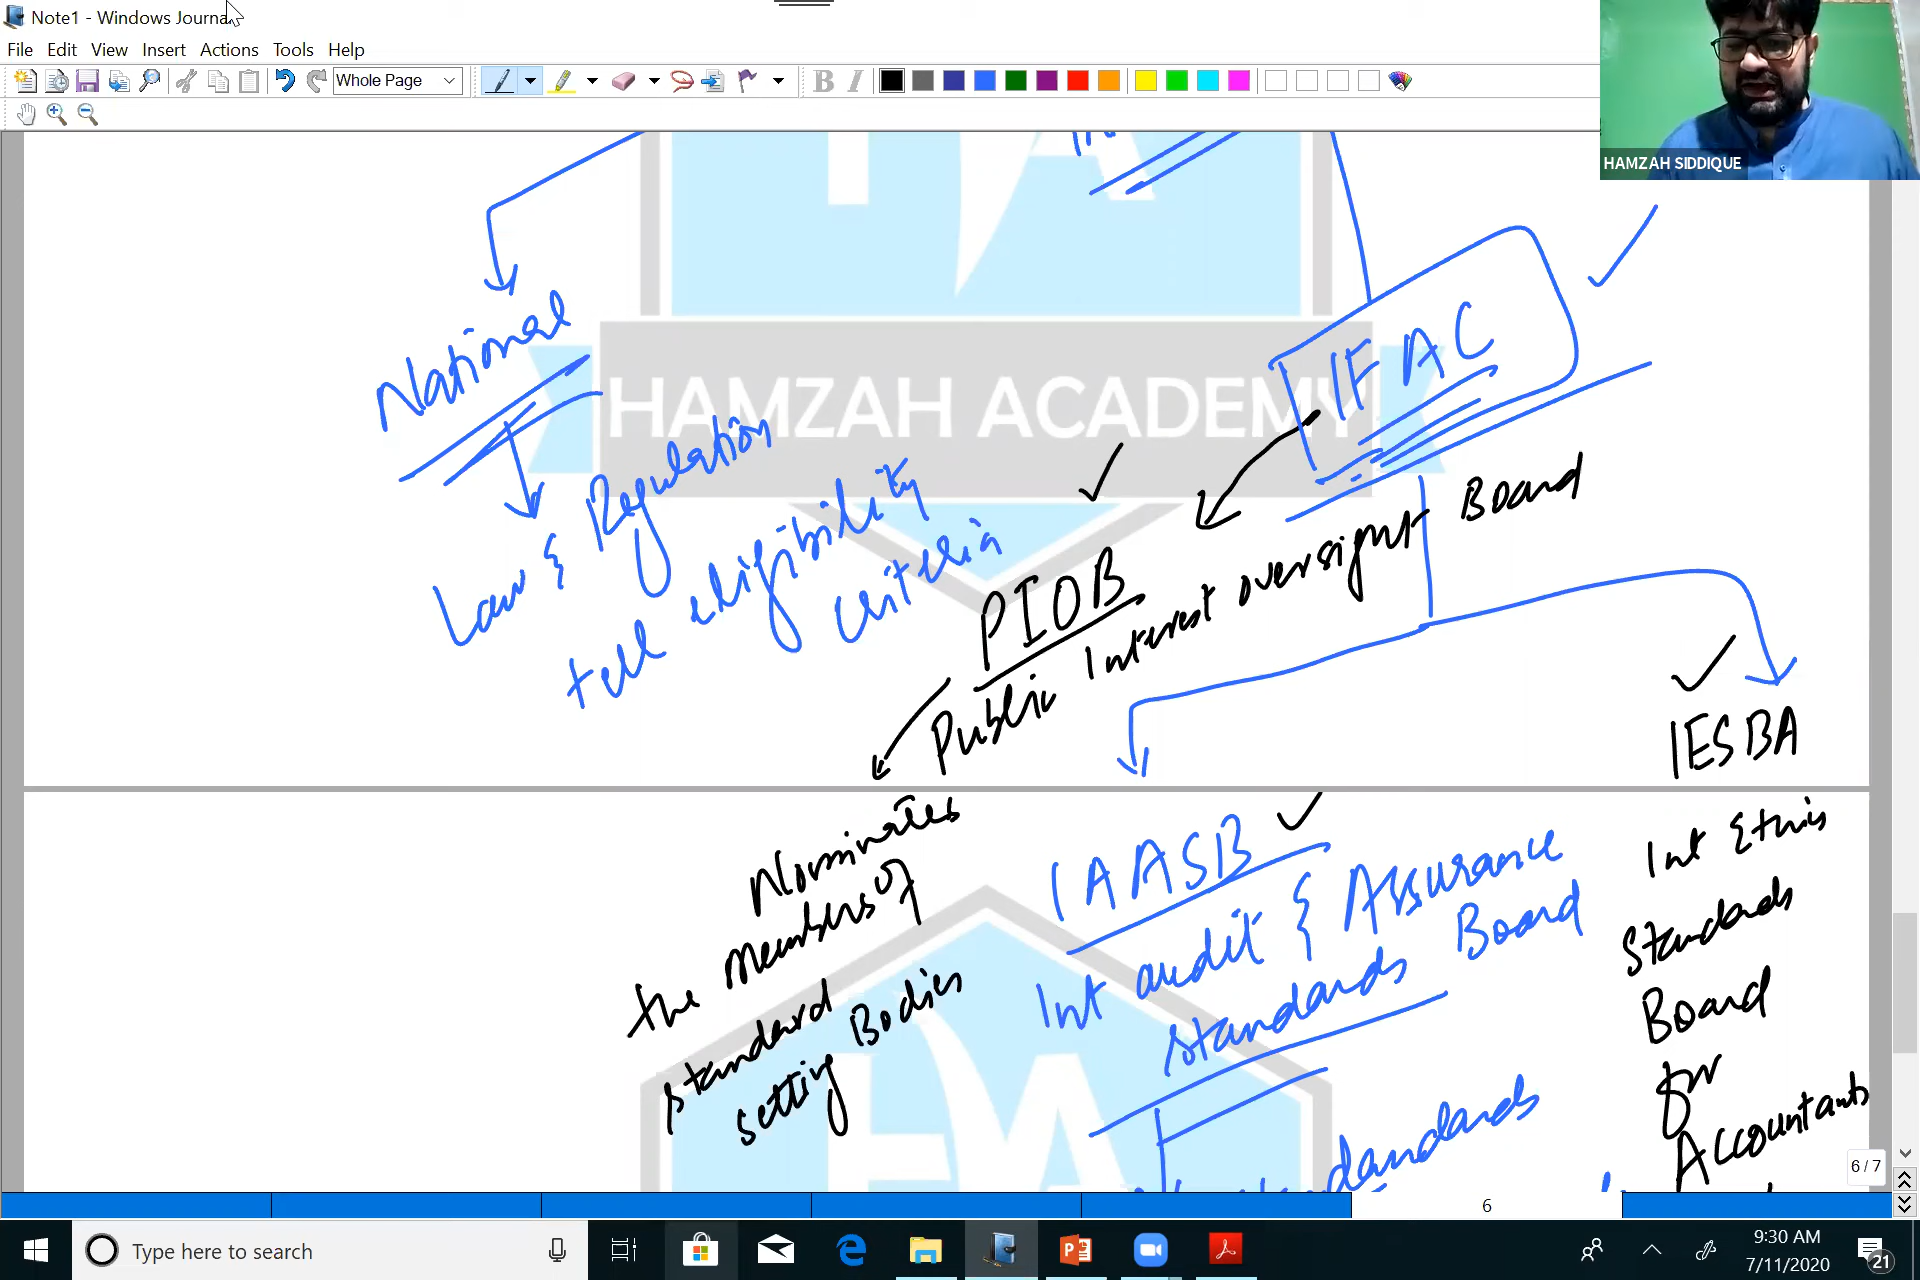 Note1 - Windows Journal
File Edit View Insert Actions Tools Help
Whole Page
B I
HAMZAH SIDDIQUE
National
IFAC
HAMZAH ACADEMY
Law & Regulation
tell eligibility
criteria
PIOB
Public Interest oversight Board
IESBA
Nominates
the members of
standard
setting Bodies
IAASB
Int audit & Assurance
standards Board
standards
Int Ethics
Standards
Board
for
Accountants
HA
6 / 7
6
Type here to search
9:30 AM
7/11/2020
21